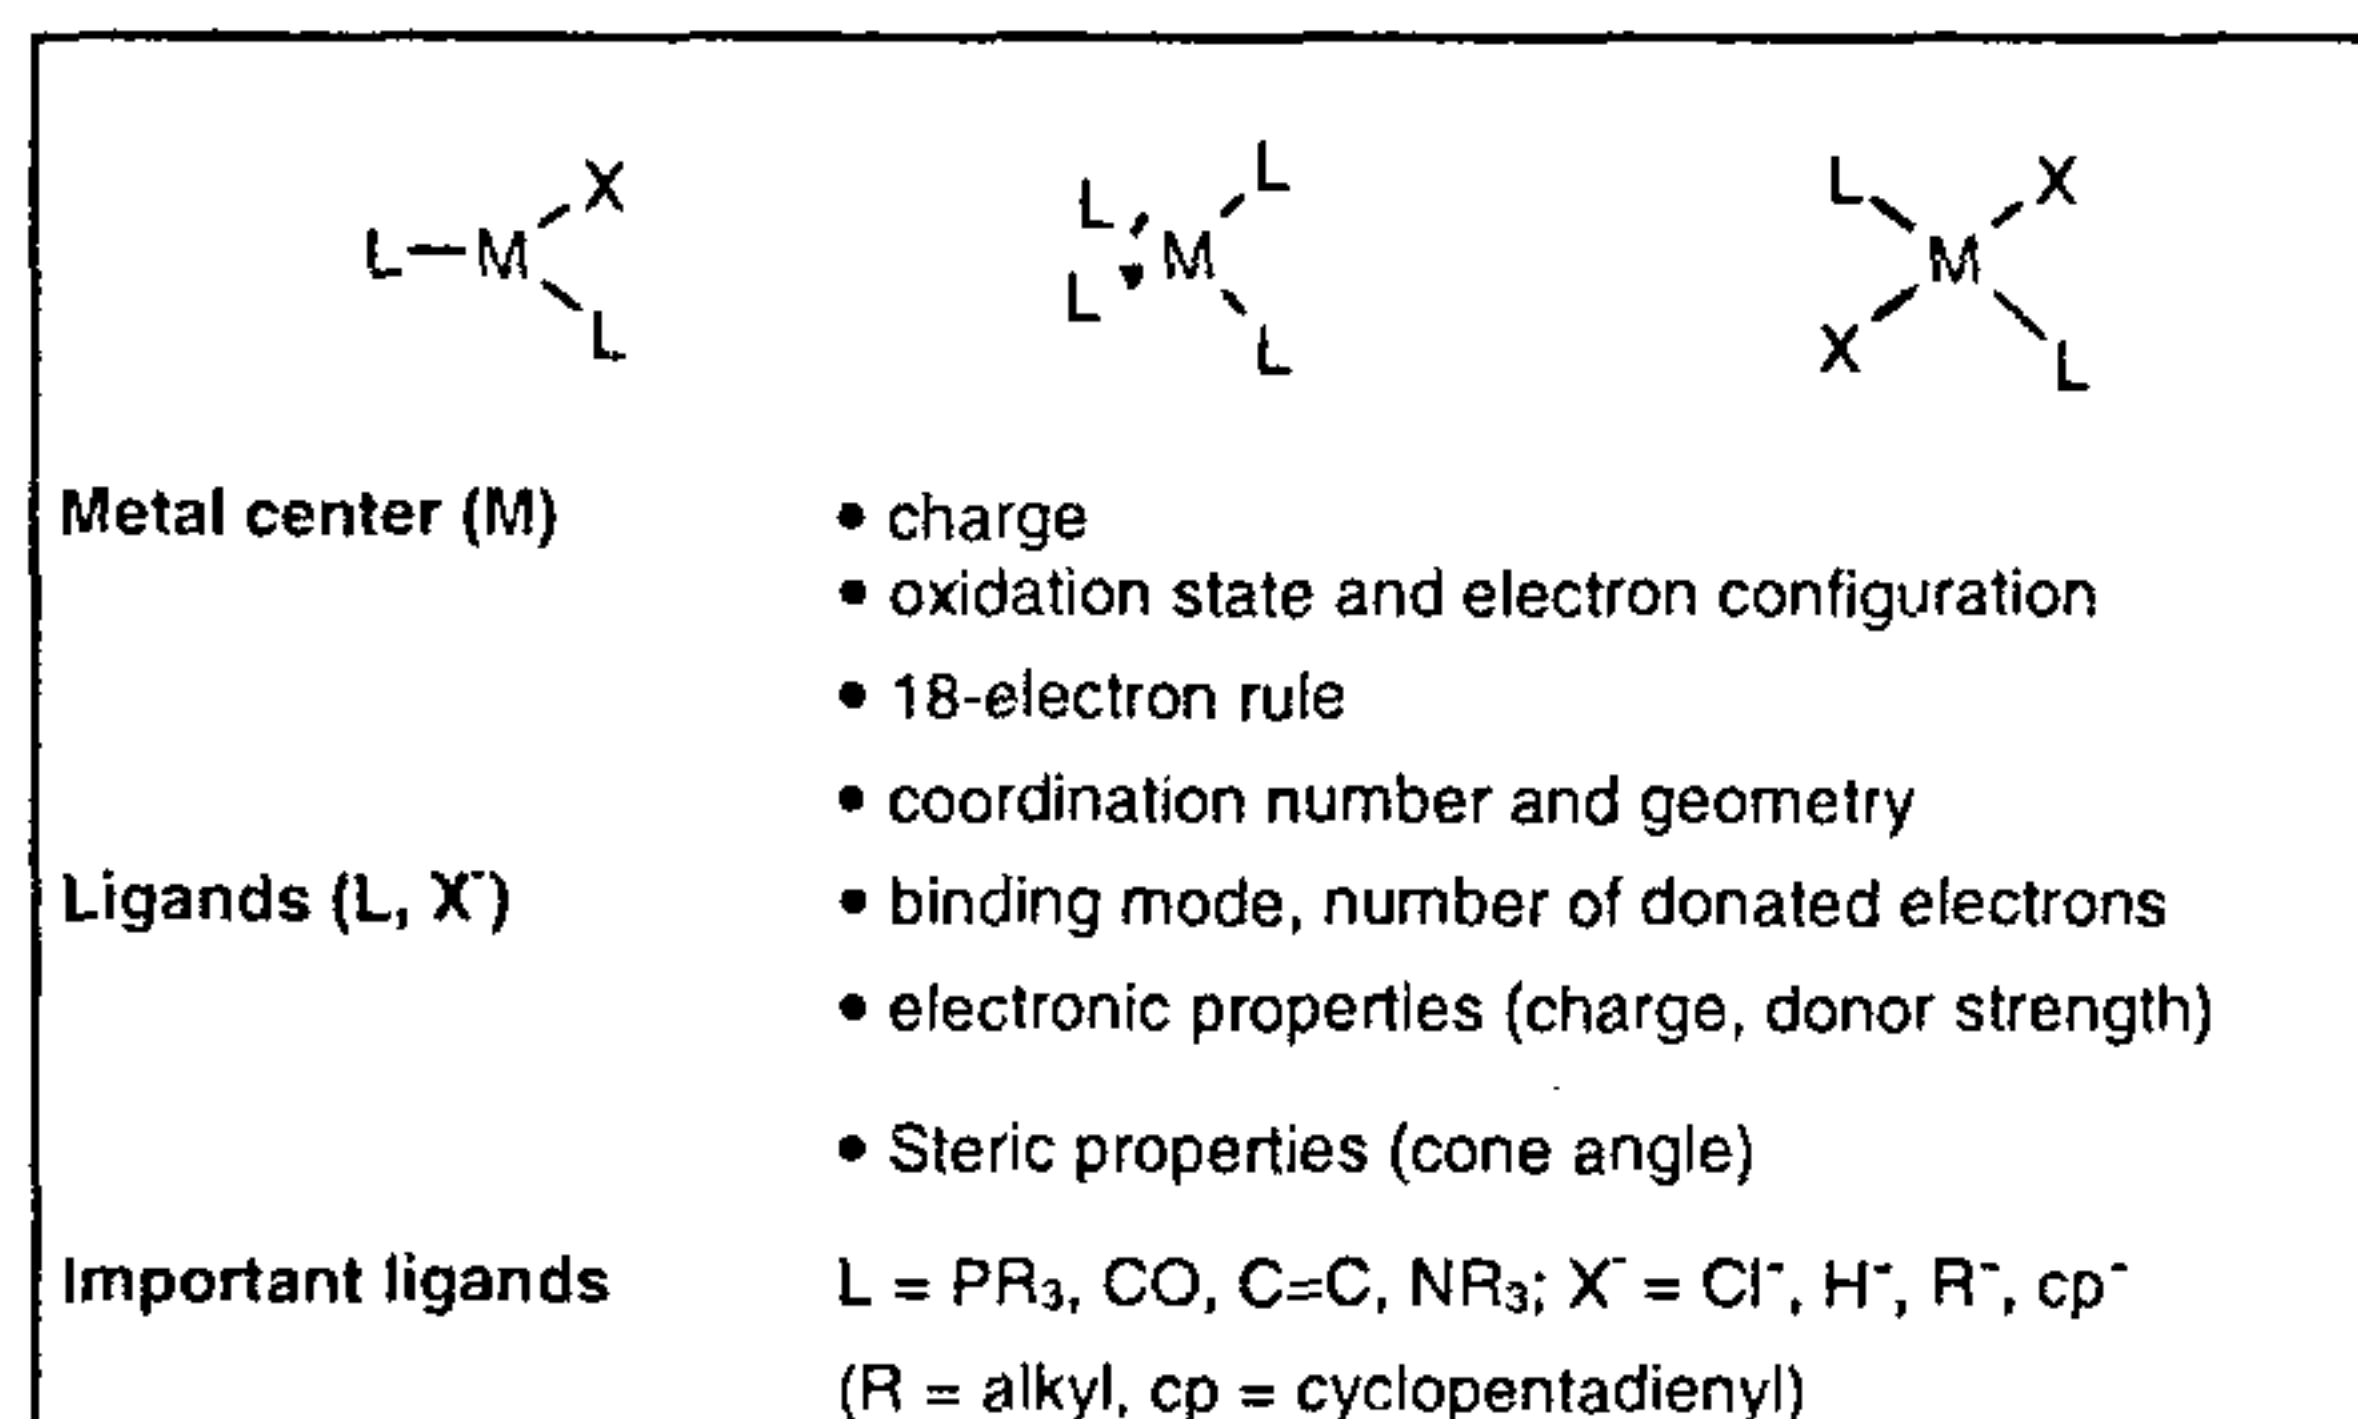 X
L—M
L
L
L
M
L
L
L
X
M
X
L
Metal center (M)
• charge
• oxidation state and electron configuration
• 18-electron rule
• coordination number and geometry
Ligands (L, X⁻)
• binding mode, number of donated electrons
• electronic properties (charge, donor strength)
• Steric properties (cone angle)
Important ligands
L = PR₃, CO, C=C, NR₃; X⁻ = Cl⁻, H⁻, R⁻, cp⁻
(R = alkyl, cp = cyclopentadienyl)